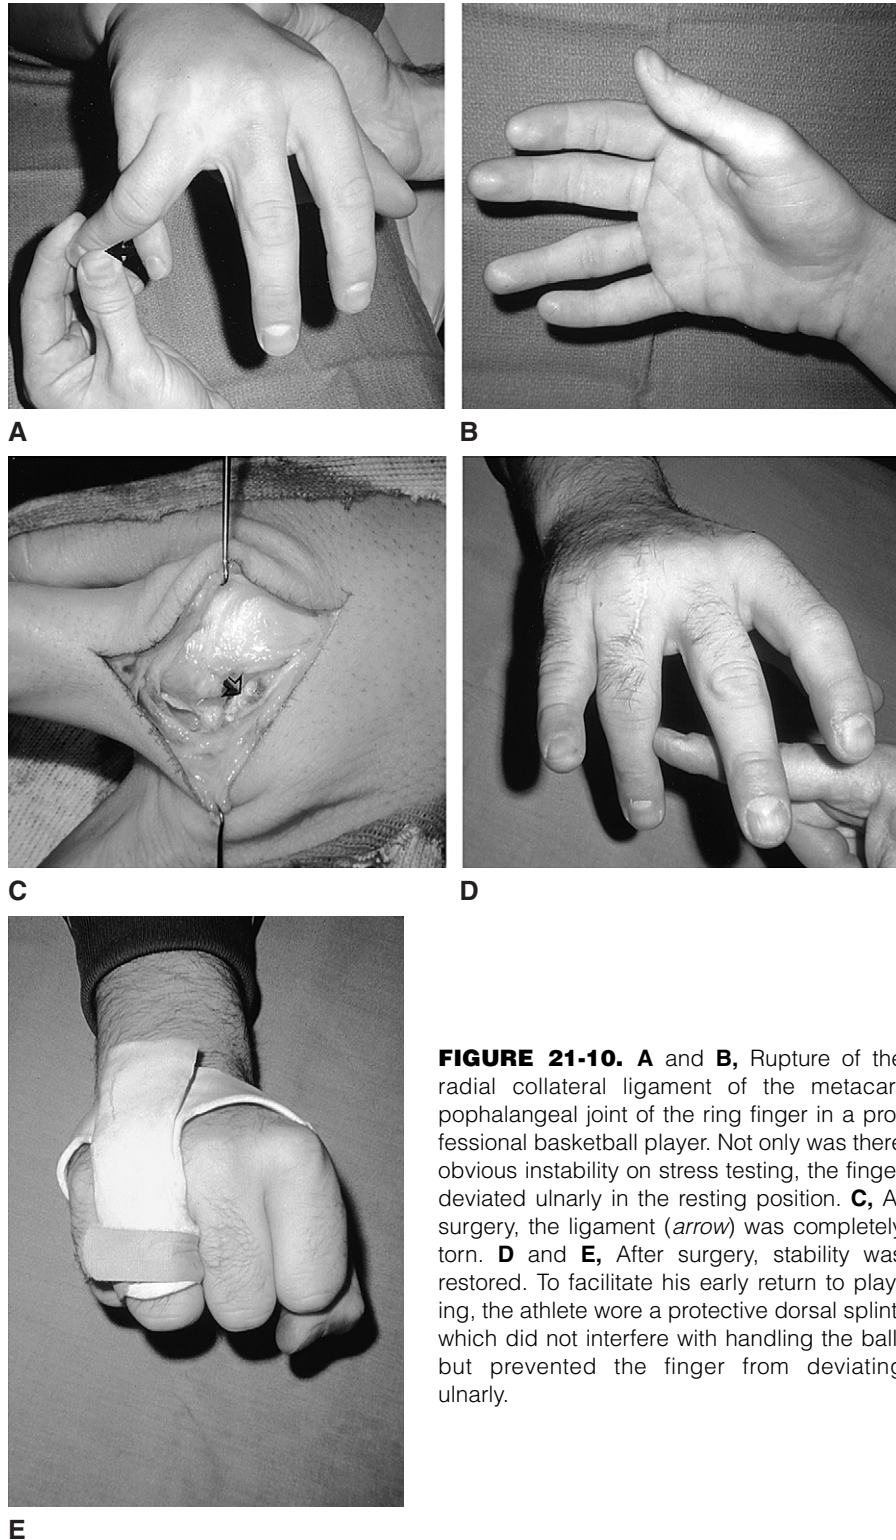 A
B
C
D
E
FIGURE 21-10. A and B, Rupture of the
radial collateral ligament of the metacar
pophalangeal joint of the ring finger in a pro
fessional basketball player. Not only was there
obvious instability on stress testing, the finge
deviated ulnarly in the resting position. C, A
surgery, the ligament (arrow) was completely
torn. D and E, After surgery, stability was
restored. To facilitate his early return to play
ing, the athlete wore a protective dorsal splint
which did not interfere with handling the ball
but prevented the finger from deviating
ulnarly.